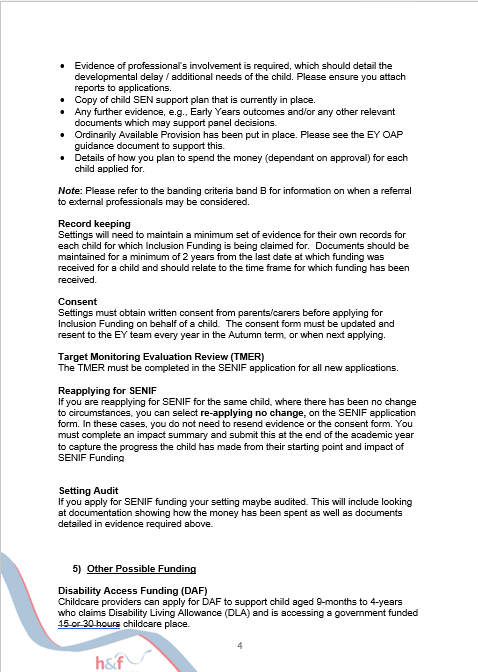 • Evidence of professional's involvement is required, which should detail the
developmental delay / additional needs of the child. Please ensure you attach
reports to applications.
• Copy of child SEN support plan that is currently in place.
• Any further evidence, e.g., Early Years outcomes and/or any other relevant
documents which may support panel decisions.
• Ordinarily Available Provision has been put in place. Please see the EY OAP
guidance document to support this.
• Details of how you plan to spend the money (dependant on approval) for each
child applied for.
Note: Please refer to the banding criteria band B for information on when a referral
to external professionals may be considered.
Record keeping
Settings will need to maintain a minimum set of evidence for their own records for
each child for which Inclusion Funding is being claimed for. Documents should be
maintained for a minimum of 2 years from the last date at which funding was
received for a child and should relate to the time frame for which funding has been
received.
Consent
Settings must obtain written consent from parents/carers before applying for
Inclusion Funding on behalf of a child. The consent form must be updated and
resent to the EY team every year in the Autumn term, or when next applying.
Target Monitoring Evaluation Review (TMER)
The TMER must be completed in the SENIF application for all new applications.
Reapplying for SENIF
If you are reapplying for SENIF for the same child, where there has been no change
to circumstances, you can select re-applying no change, on the SENIF application
form. In these cases, you do not need to resend evidence or the consent form. You
must complete an impact summary and submit this at the end of the academic year
to capture the progress the child has made from their starting point and impact of
SENIF Funding
Setting Audit
If you apply for SENIF funding your setting maybe audited. This will include looking
at documentation showing how the money has been spent as well as documents
detailed in evidence required above.
5) Other Possible Funding
Disability Access Funding (DAF)
Childcare providers can apply for DAF to support child aged 9-months to 4-years
who claims Disability Living Allowance (DLA) and is accessing a government funded
15 or 30 hours childcare place.
4
h&f